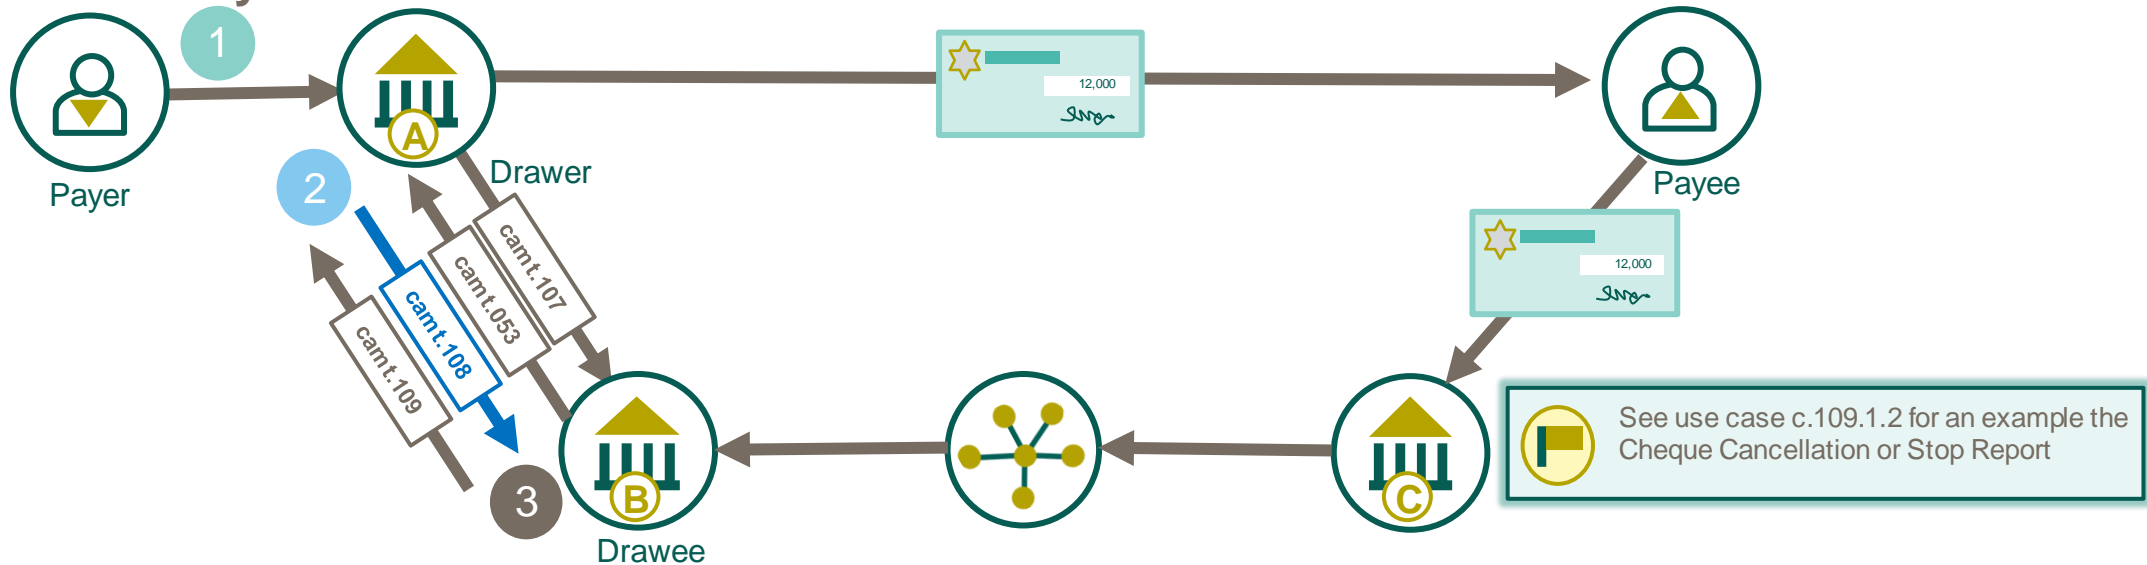 1
12,000
A
Drawer
Payer
2
Payee
camt.107
camt.053
camt.108
camt.109
12,000
See use case c.109.1.2 for an example the
Cheque Cancellation or Stop Report
3
B
C
Drawee